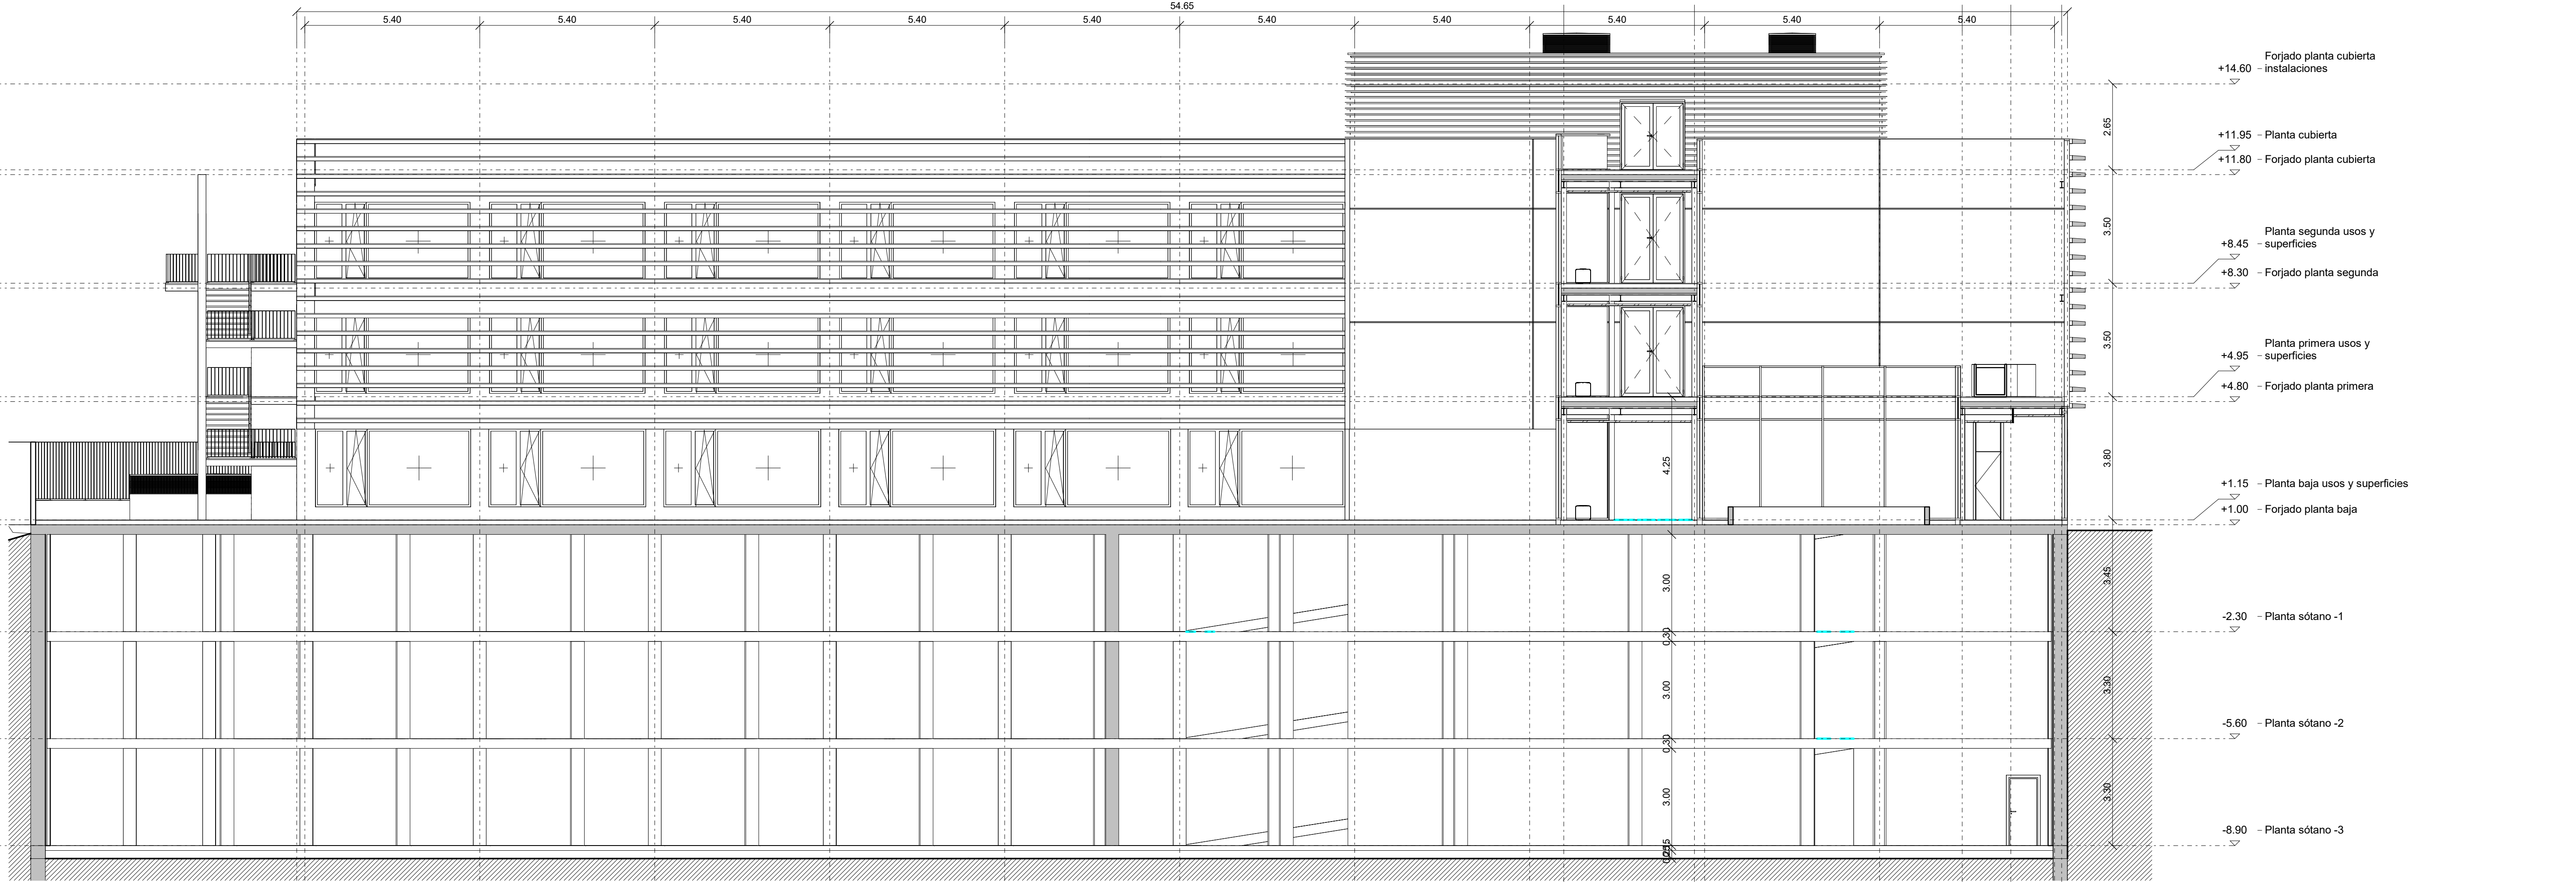 54.65
5.40 5.40 5.40 5.40 5.40 5.40 5.40 5.40 5.40 5.40
Forjado planta cubierta
+14.60 instalaciones
2.65
+11.95 Planta cubierta
+11.80 Forjado planta cubierta
3.50
Planta segunda usos y
+8.45 superficies
+8.30 Forjado planta segunda
3.50
Planta primera usos y
+4.95 superficies
+4.80 Forjado planta primera
4.25
3.80
+1.15 Planta baja usos y superficies
+1.00 Forjado planta baja
3.00
3.45
-2.30 Planta sótano -1
0.30
3.00
3.30
-5.60 Planta sótano -2
0.30
3.00
3.30
-8.90 Planta sótano -3